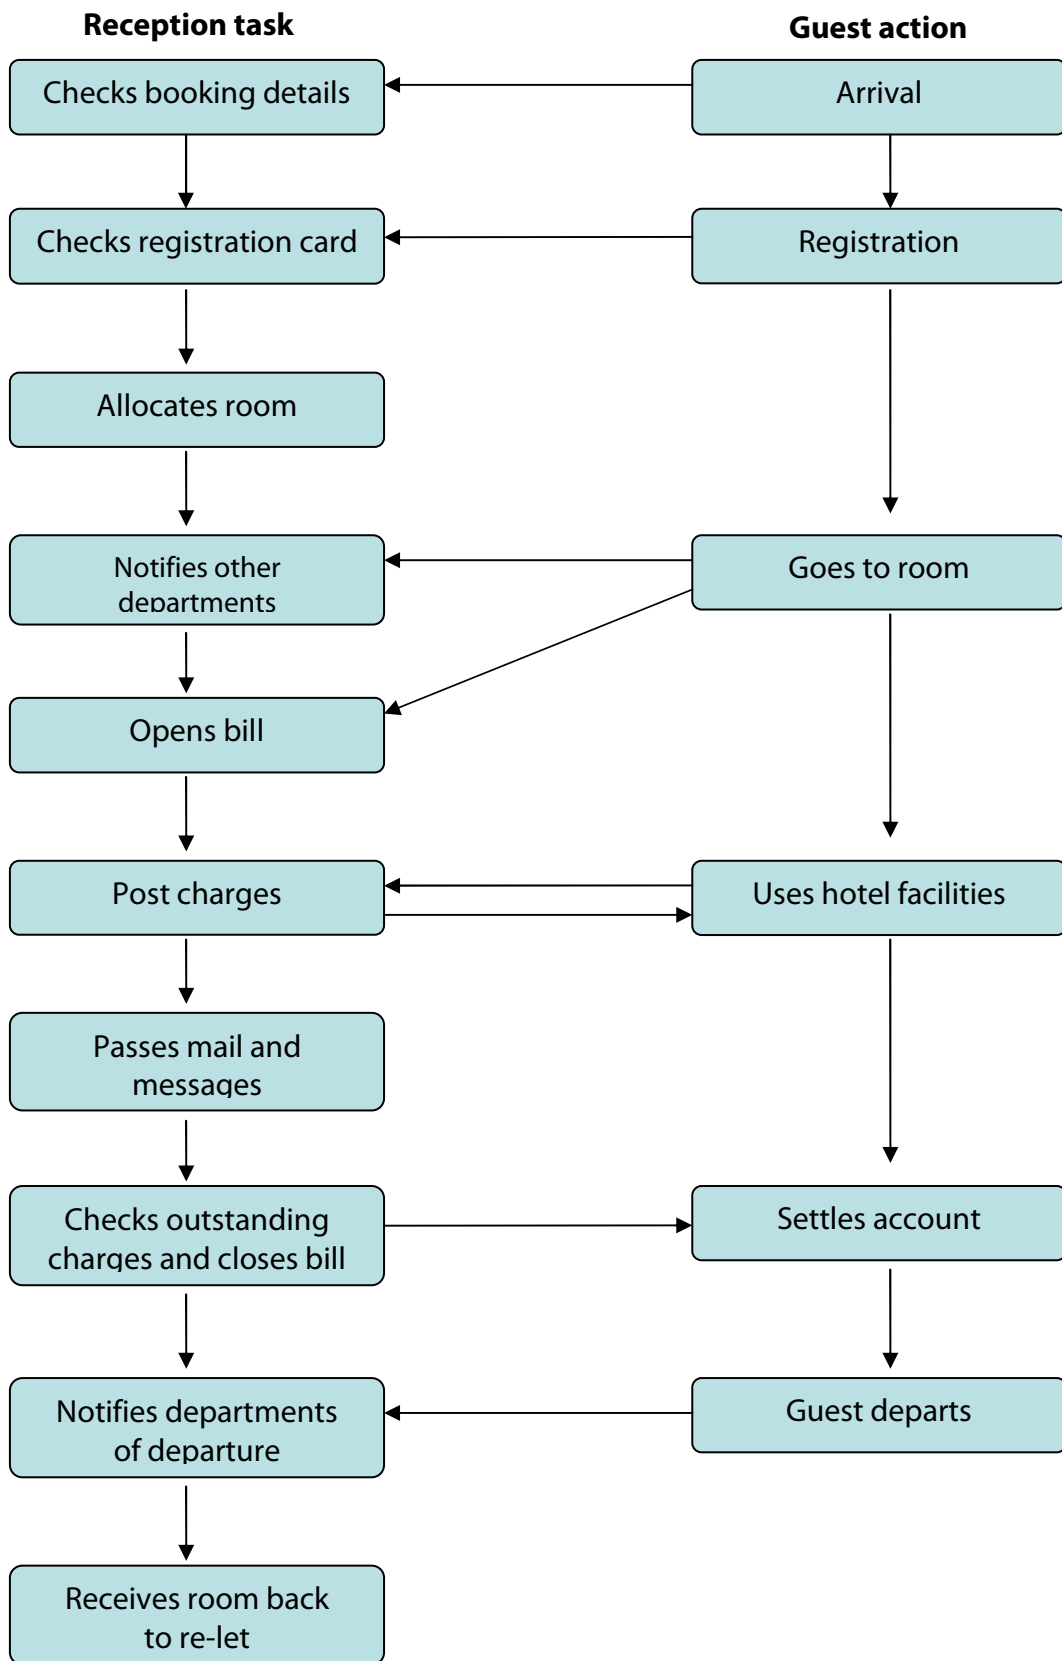 Reception task
Guest action
Checks booking details
Arrival
Checks registration card
Registration
Allocates room
Notifies other
departments
Goes to room
Opens bill
Post charges
Uses hotel facilities
Passes mail and
messages
Checks outstanding
charges and closes bill
Settles account
Notifies departments
of departure
Guest departs
Receives room back
to re-let